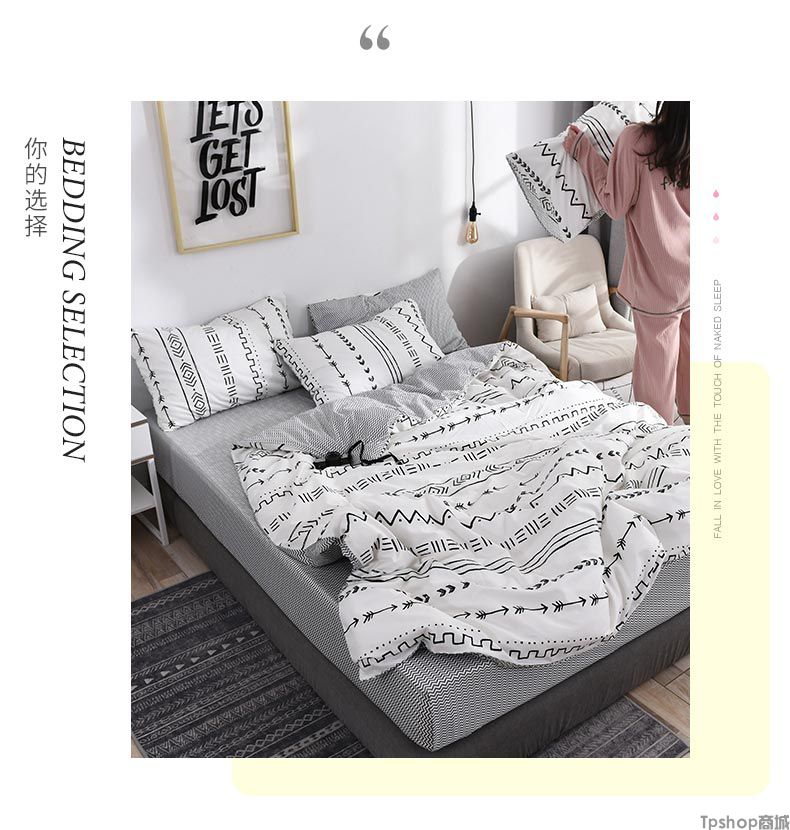 “
BEDDING SELECTION
你的选择
LETS
GET
LOST
FALL IN LOVE WITH THE TOUCH OF NAKED SLEEP
Tpshop商城